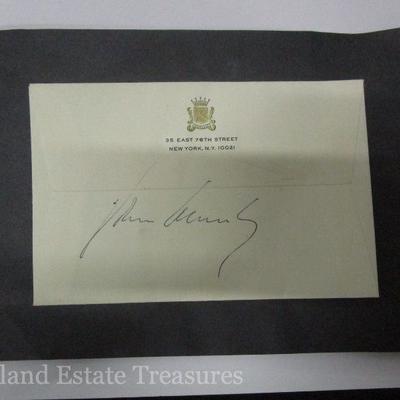 35 EAST 76TH STREET
NEW YORK, N.Y. 10021
land Estate Treasures